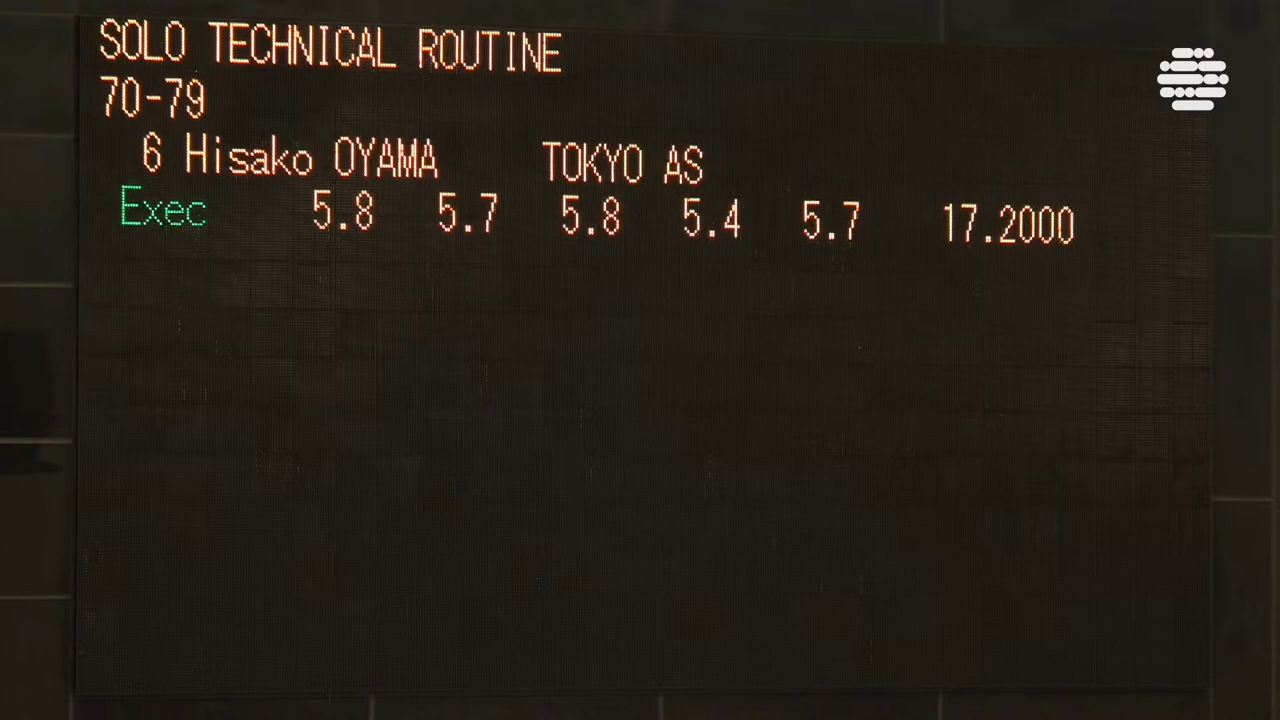 SOLO TECHNICAL ROUTINE
70-79
6 Hisako OYAMA TOKYO AS
Exec 5.8 5.7 5.8 5.4 5.7 17.2000